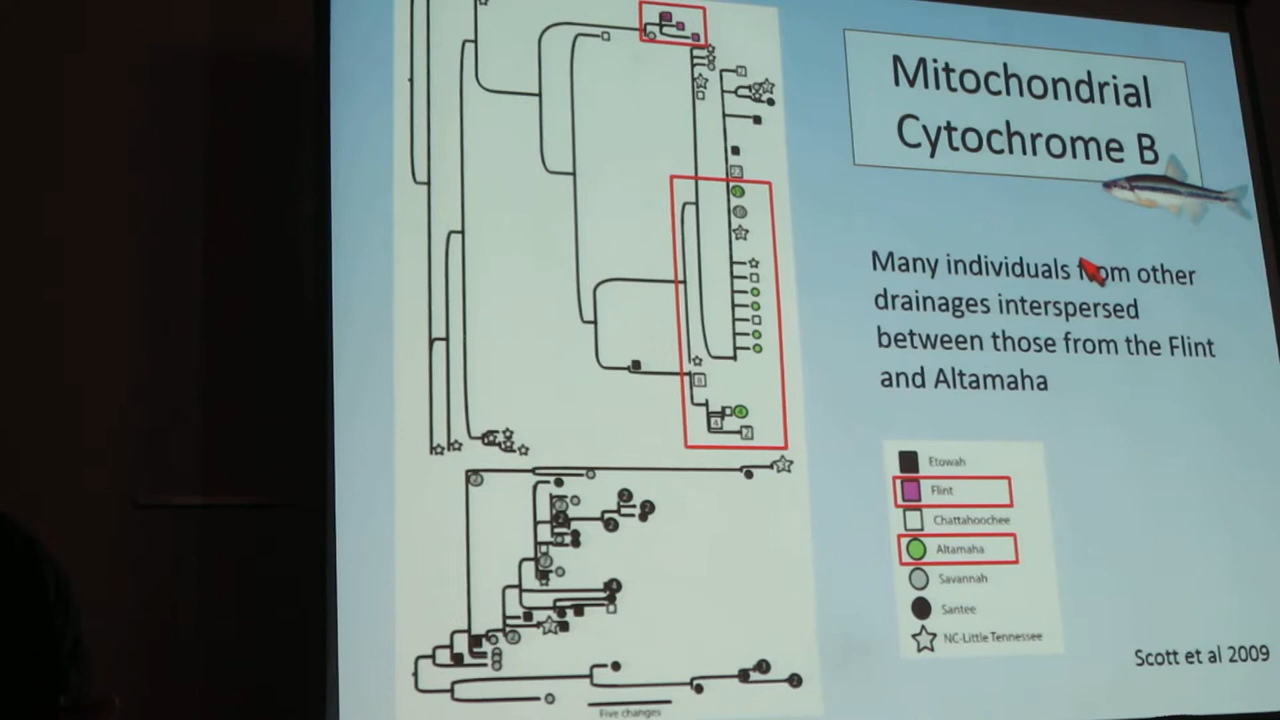 Mitochondrial
Cytochrome B
Many individuals from other
drainages interspersed
between those from the Flint
and Altamaha
Etowah
Flint
Chattahoochee
Altamaha
Savannah
Santee
NC-Little Tennessee
Scott et al 2009
Five changes